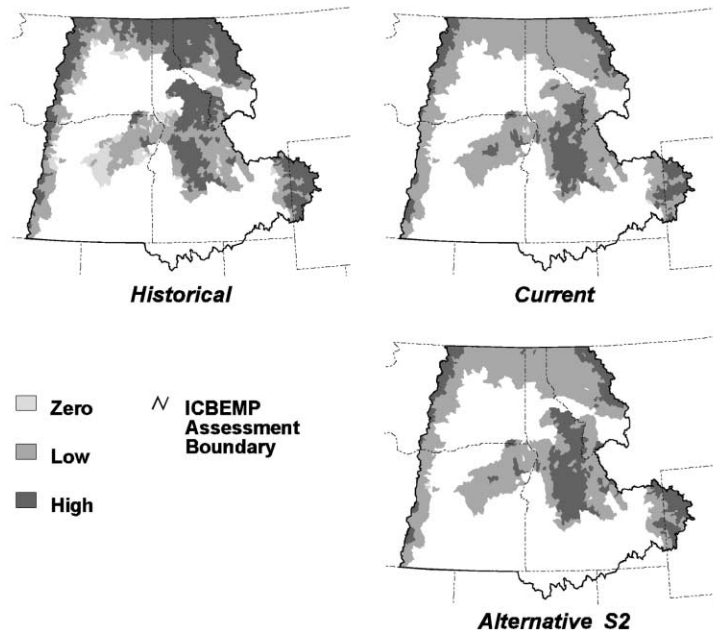 Historical
Current
Zero
Low
High
ICBEMP
Assessment
Boundary
Alternative S2